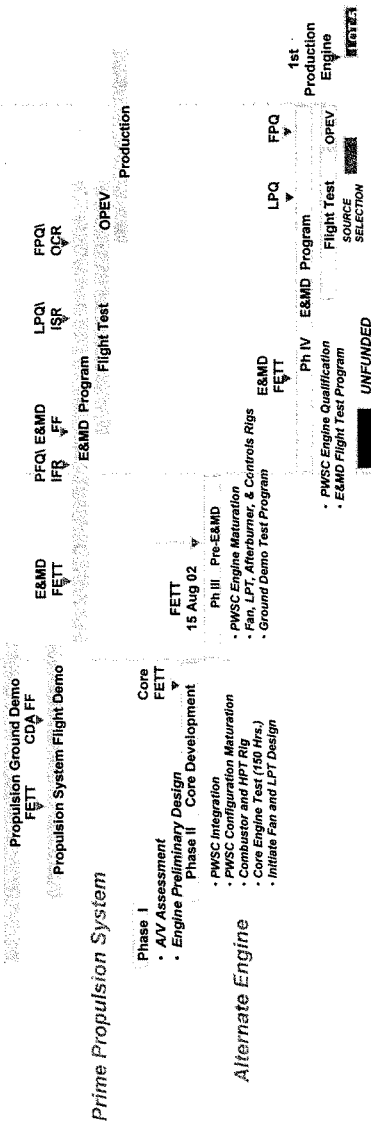 Propulsion Ground Demo
FETT CDA FF
Propulsion System Flight Demo
E&MD
FETT
PFQ\ E&MD
IFR FF
LPQ\
ISR
FPQ\
OCR
E&MD Program
Flight Test
OPEV
Production
Prime Propulsion System
Phase I
• A/V Assessment
• Engine Preliminary Design
Core
FETT
Phase II Core Development
• PWSC Integration
• PWSC Configuration Maturation
• Combustor and HPT Rig
• Core Engine Test (150 Hrs.)
• Initiate Fan and LPT Design
FETT
15 Aug 02
Ph III Pre-E&MD
• PWSC Engine Maturation
• Fan, LPT, Afterburner, & Controls Rigs
• Ground Demo Test Program
Alternate Engine
E&MD
FETT
LPQ
FPQ
1st
Production
Engine
Ph IV E&MD Program
Flight Test
OPEV
• PWSC Engine Qualification
• E&MD Flight Test Program
SOURCE
SELECTION
UNFUNDED